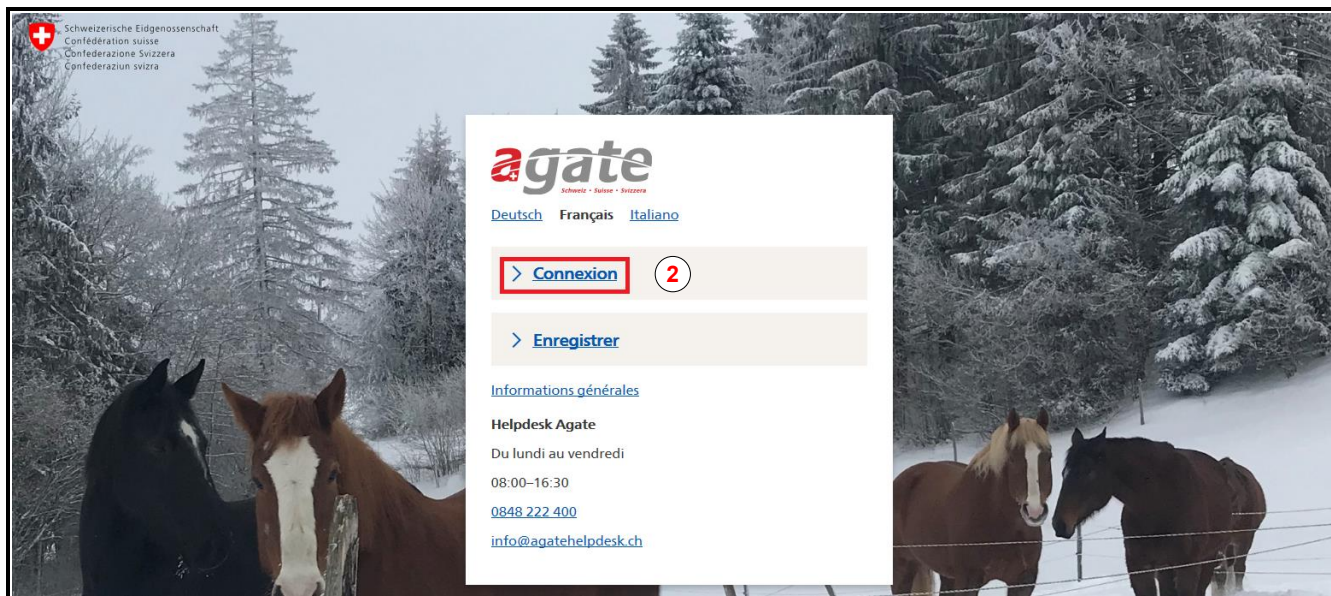 Schweizerische Eidgenossenschaft
Confédération suisse
Confederazione Svizzera
Confederaziun svizra
agate
Schweiz • Suisse • Svizzera
Deutsch Français Italiano
Connexion 2
Enregistrer
Informations générales
Helpdesk Agate
Du lundi au vendredi
08:00–16:30
0848 222 400
info@agatehelpdesk.ch